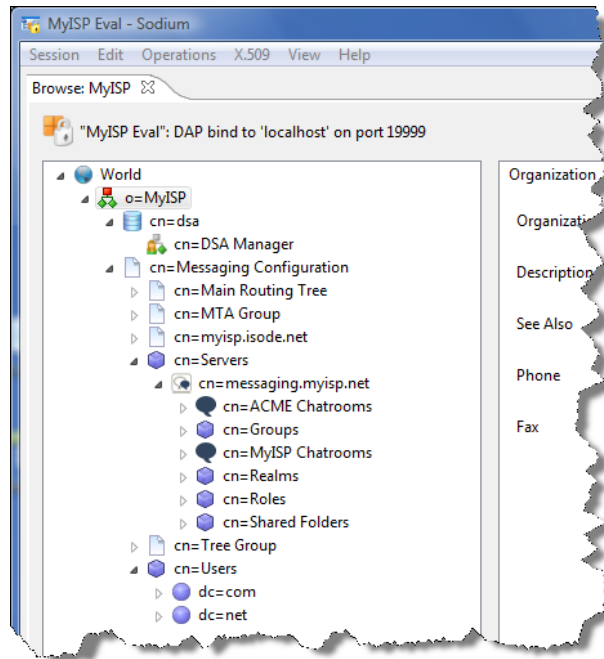 MyISP Eval - Sodium
Session Edit Operations X.509 View Help
Browse: MyISP
"MyISP Eval": DAP bind to 'localhost' on port 19999
World
o=MyISP
cn=dsa
cn=DSA Manager
cn=Messaging Configuration
cn=Main Routing Tree
cn=MTA Group
cn=myisp.isode.net
cn=Servers
cn=messaging.myisp.net
cn=ACME Chatrooms
cn=Groups
cn=MyISP Chatrooms
cn=Realms
cn=Roles
cn=Shared Folders
cn=Tree Group
cn=Users
dc=com
dc=net
Organization
Organizatio
Description
See Also
Phone
Fax